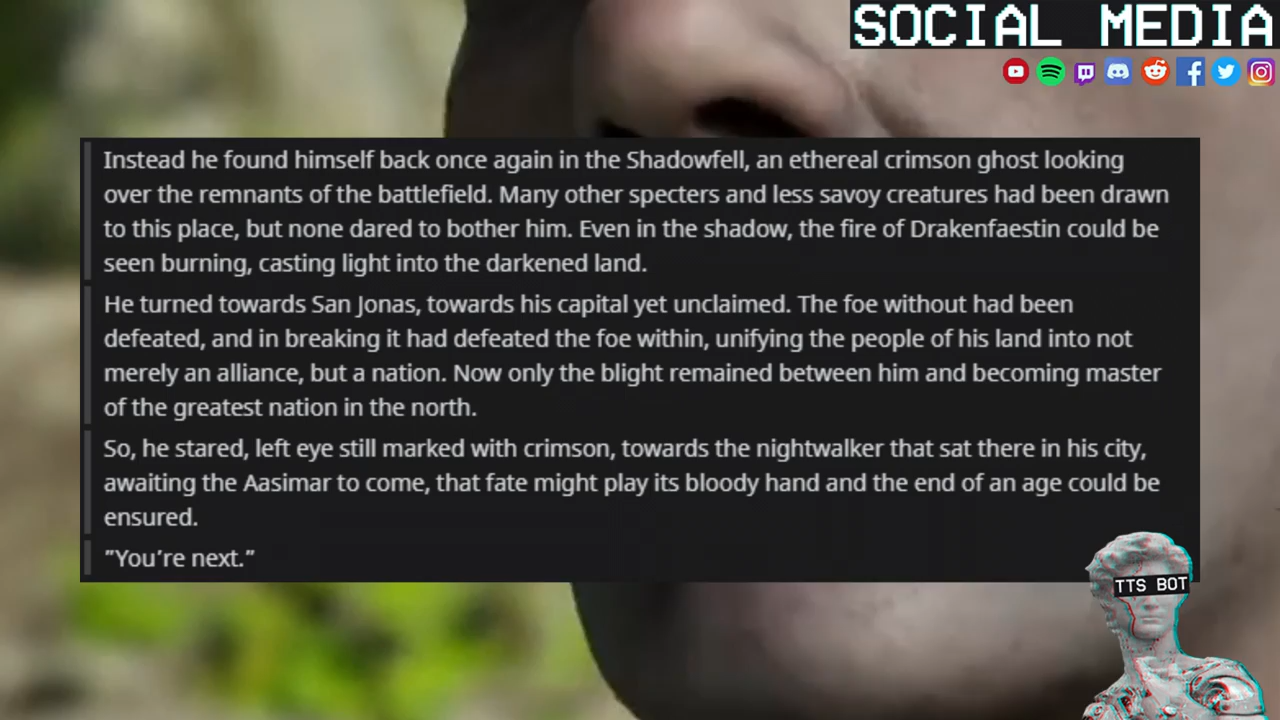 SOCIAL MEDIA
Instead he found himself back once again in the Shadowfell, an ethereal crimson ghost looking
over the remnants of the battlefield. Many other specters and less savoy creatures had been drawn
to this place, but none dared to bother him. Even in the shadow, the fire of Drakenfaestin could be
seen burning, casting light into the darkened land.
He turned towards San Jonas, towards his capital yet unclaimed. The foe without had been
defeated, and in breaking it had defeated the foe within, unifying the people of his land into not
merely an alliance, but a nation. Now only the blight remained between him and becoming master
of the greatest nation in the north.
So, he stared, left eye still marked with crimson, towards the nightwalker that sat there in his city,
awaiting the Aasimar to come, that fate might play its bloody hand and the end of an age could be
ensured.
”You’re next.”
TTS BOT